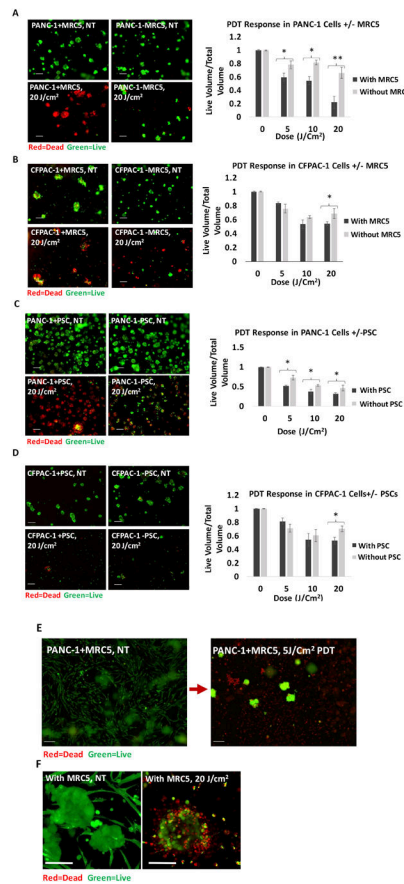 A
PANC-1+MRC5, NT
PANC-1-MRC5, NT
PANC-1+MRC5,
20 J/cm²
PANC-1-MRC5,
20 J/cm²
Red=Dead Green=Live
PDT Response in PANC-1 Cells +/- MRC5
Live Volume/Total
Volume
1.2
1
0.8
0.6
0.4
0.2
0
* * **
0 5 10 20
Dose (J/Cm²)
With MRC5
Without MRC
B
CFPAC-1+MRC5, NT
CFPAC-1-MRC5, NT
CFPAC-1+MRC5,
20 J/cm²
CFPAC-1-MRC5,
20 J/cm²
Red=Dead Green=Live
PDT Response in CFPAC-1 Cells +/- MRC5
Live Volume/Total
Volume
1.2
1
0.8
0.6
0.4
0.2
0
*
0 5 10 20
Dose (J/Cm²)
With MRC5
Without MRC5
C
PANC-1+PSC, NT
PANC-1-PSC, NT
PANC-1+PSC,
20 J/cm²
PANC-1-PSC,
20 J/cm²
Red=Dead Green=Live
PDT Response in PANC-1 Cells +/-PSC
Live Volume/Total
Volume
1.5
1
0.5
0
* * *
0 5 10 20
Dose (J/Cm²)
With PSC
Without PSC
D
CFPAC-1+PSC, NT
CFPAC-1 -PSC, NT
CFPAC-1 +PSC,
20 J/cm²
CFPAC-1 -PSC,
20 J/cm²
Red=Dead Green=Live
PDT Response in CFPAC-1 Cells+/- PSCs
Live Volume/Total
Volume
1.2
1
0.8
0.6
0.4
0.2
0
*
0 5 10 20
Dose (J/Cm²)
With PSC
Without PSC
E
PANC-1+MRC5, NT
PANC-1+MRC5, 5J/Cm² PDT
Red=Dead Green=Live
F
With MRC5, NT
With MRC5, 20 J/cm²
Red=Dead Green=Live